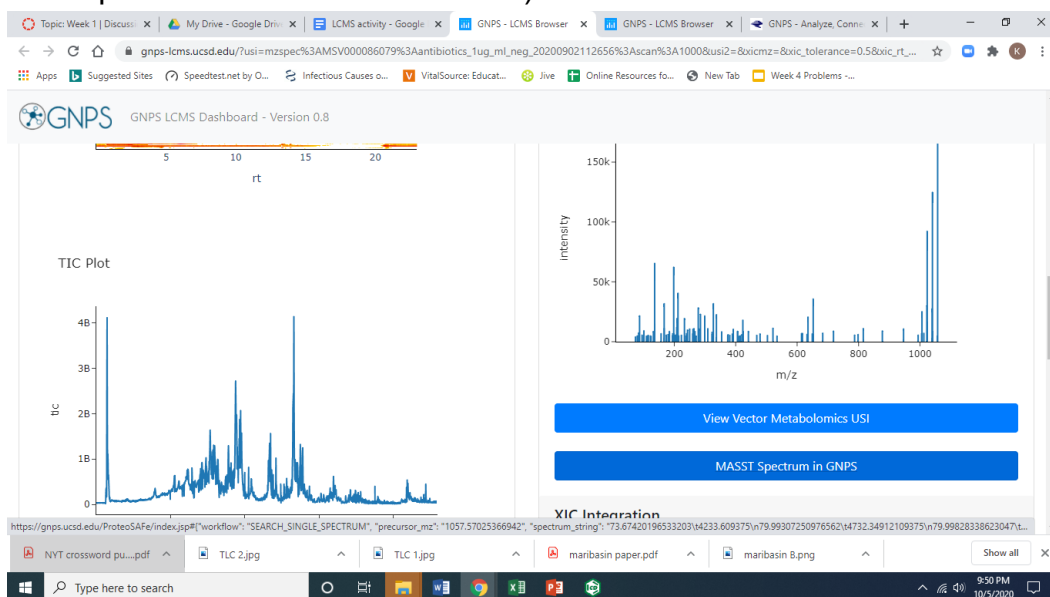 Topic: Week 1 | Discuss
My Drive - Google Driv
LCMS activity - Google
GNPS - LCMS Browser
GNPS - LCMS Browser
GNPS - Analyze, Conne
gnps-lcms.ucsd.edu/?usi=mzspec%3AMSV000086079%3Aantibiotics_1ug_ml_neg_20200902112656%3Ascan%3A1000&usi2=&xicmz=&xic_tolerance=0.5&xic_rt_...
K
Apps
Suggested Sites
Speedtest.net by O...
Infectious Causes o...
VitalSource: Educat...
Jive
Online Resources fo...
New Tab
Week 4 Problems -...
GNPS
GNPS LCMS Dashboard - Version 0.8
5 10 15 20
rt
150k
100k
50k
0
intensity
200 400 600 800 1000
m/z
TIC Plot
4B
3B
2B
1B
0
tic
View Vector Metabolomics USI
MASST Spectrum in GNPS
XIC Integration
https://gnps.ucsd.edu/ProteoSAFe/index.jsp#{"workflow": "SEARCH_SINGLE_SPECTRUM", "precursor_mz": "1057.57025366942", "spectrum_string": "73.67420196533203\t4233.609375\n79.99307250976562\t4732.34912109375\n79.99828338623047\t...
NYT crossword pu....pdf
TLC 2.jpg
TLC 1.jpg
maribasin paper.pdf
maribasin B.png
Show all
Type here to search
9:50 PM
10/5/2020